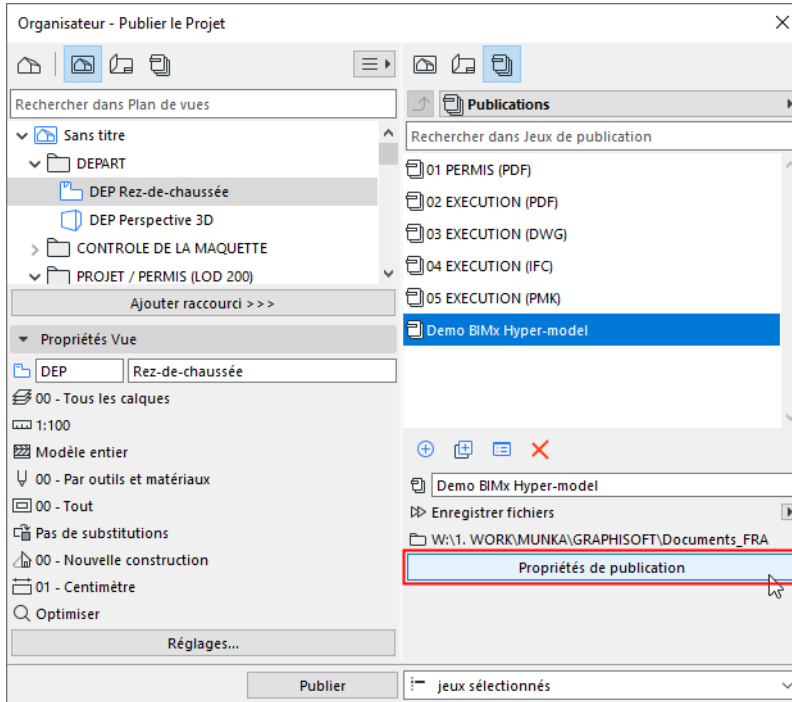 Organisateur - Publier le Projet
Rechercher dans Plan de vues
Sans titre
DEPART
DEP Rez-de-chaussée
DEP Perspective 3D
CONTROLE DE LA MAQUETTE
PROJET / PERMIS (LOD 200)
Ajouter raccourci >>>
Propriétés Vue
DEP
Rez-de-chaussée
00 - Tous les calques
1:100
Modèle entier
00 - Par outils et matériaux
00 - Tout
Pas de substitutions
00 - Nouvelle construction
01 - Centimètre
Optimiser
Réglages...
Publications
Rechercher dans Jeux de publication
01 PERMIS (PDF)
02 EXECUTION (PDF)
03 EXECUTION (DWG)
04 EXECUTION (IFC)
05 EXECUTION (PMK)
Demo BIMx Hyper-model
Demo BIMx Hyper-model
Enregistrer fichiers
W:\1. WORK\MUNKA\GRAPHISOFT\Documents_FRA
Propriétés de publication
Publier
jeux sélectionnés